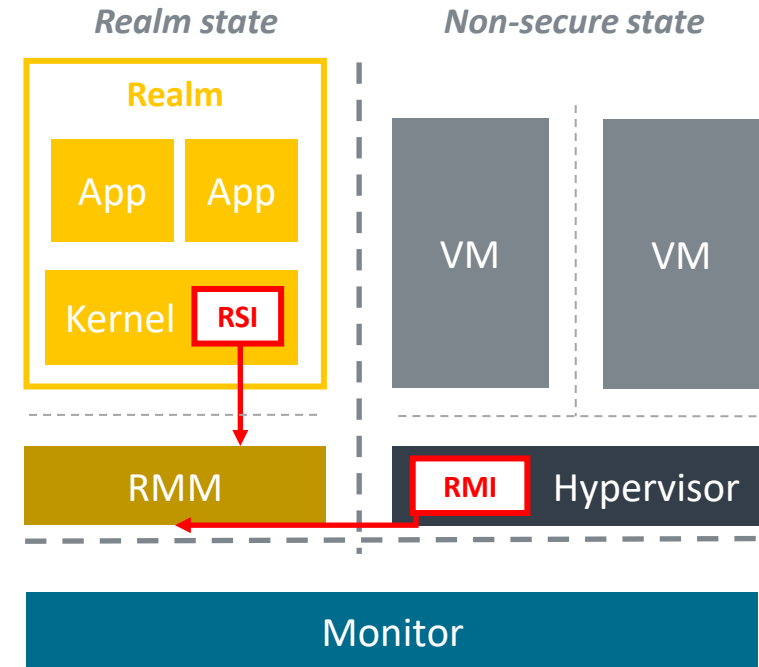 Realm state
Non-secure state
Realm
App
App
Kernel
RSI
VM
VM
RMM
RMI
Hypervisor
Monitor